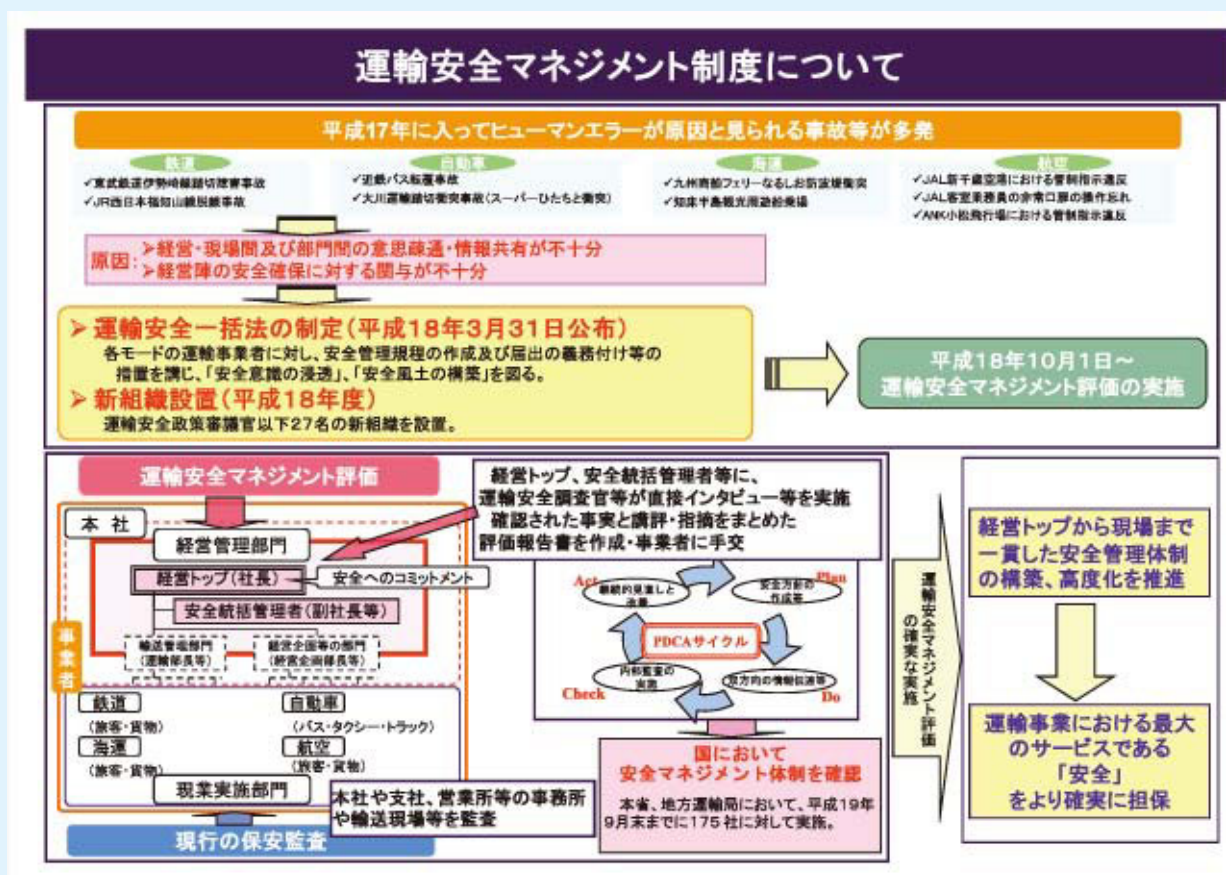 運輸安全マネジメント制度について
平成17年に入ってヒューマンエラーが原因と見られる事故等が多発
鉄道
✓東武鉄道伊勢崎線踏切障害事故
✓JR西日本福知山線脱線事故
自動車
✓近鉄バス転覆事故
✓大川運輸踏切衝突事故(スーパーひたちと衝突)
海運
✓九州商船フェリーなるしお防波堤衝突
✓知床半島観光周遊船乗揚
航空
✓JAL新千歳空港における管制指示違反
✓JAL客室乗務員の非常口扉の操作忘れ
✓ANK小松飛行場における管制指示違反
原因:
➢経営・現場間及び部門間の意思疎通・情報共有が不十分
➢経営陣の安全確保に対する関与が不十分
➢ 運輸安全一括法の制定(平成18年3月31日公布)
各モードの運輸事業者に対し、安全管理規程の作成及び届出の義務付け等の
措置を講じ、「安全意識の浸透」、「安全風土の構築」を図る。
➢ 新組織設置(平成18年度)
運輸安全政策審議官以下27名の新組織を設置。
平成18年10月1日～
運輸安全マネジメント評価の実施
運輸安全マネジメント評価
経営トップ、安全統括管理者等に、
運輸安全調査官等が直接インタビュー等を実施
確認された事実と講評・指摘をまとめた
評価報告書を作成・事業者に手交
事業者
本 社
経営管理部門
経営トップ(社長)
安全へのコミットメント
安全統括管理者(副社長等)
輸送管理部門
(運輸部長等)
経営企画等の部門
(経営企画部長等)
鉄道
(旅客・貨物)
自動車
(バス・タクシー・トラック)
海運
(旅客・貨物)
航空
(旅客・貨物)
現業実施部門
現行の保安監査
本社や支社、営業所等の事務所
や輸送現場等を監査
Act
継続的見直しと
改善
Plan
安全方針の
作成等
PDCAサイクル
Check
内部監査の
実施
Do
双方向の情報伝達等
国において
安全マネジメント体制を確認
本省、地方運輸局において、平成19年
9月末までに175社に対して実施。
運輸安全マネジメント評価
の確実な実施
経営トップから現場まで
一貫した安全管理体制
の構築、高度化を推進
運輸事業における最大
のサービスである
「安全」
をより確実に担保